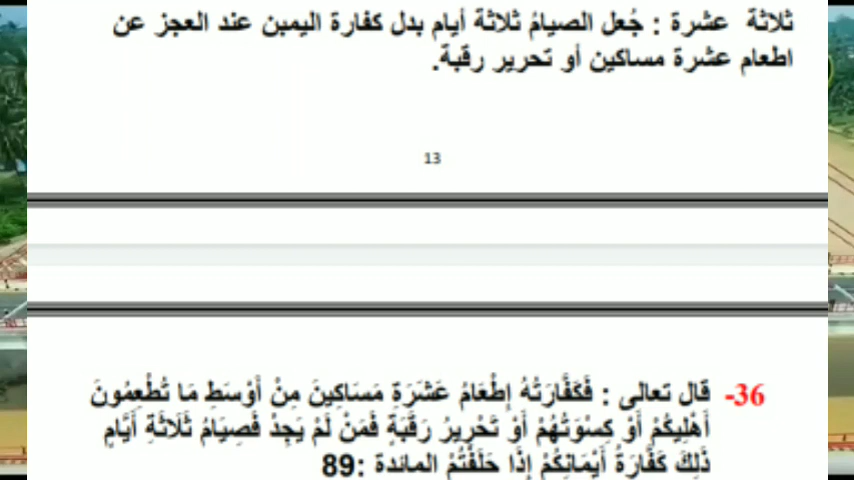 ثلاثة عشرة : جُعل الصيامُ ثلاثة أيام بدل كفارة اليمين عند العجز عن
اطعام عشرة مساكين أو تحرير رقبة.
13
36- قال تعالى : فَكَفَّارَتُهُ إِطْعَامُ عَشَرَةِ مَسَاكِينَ مِنْ أَوْسَطِ مَا تُطْعِمُونَ
أَهْلِيكُمْ أَوْ كِسْوَتُهُمْ أَوْ تَحْرِيرُ رَقَبَةٍ فَمَنْ لَمْ يَجِدْ فَصِيَامُ ثَلَاثَةِ أَيَّامٍ
ذَلِكَ كَفَّارَةُ أَيْمَانِكُمْ إِذَا حَلَفْتُمْ المائدة :89